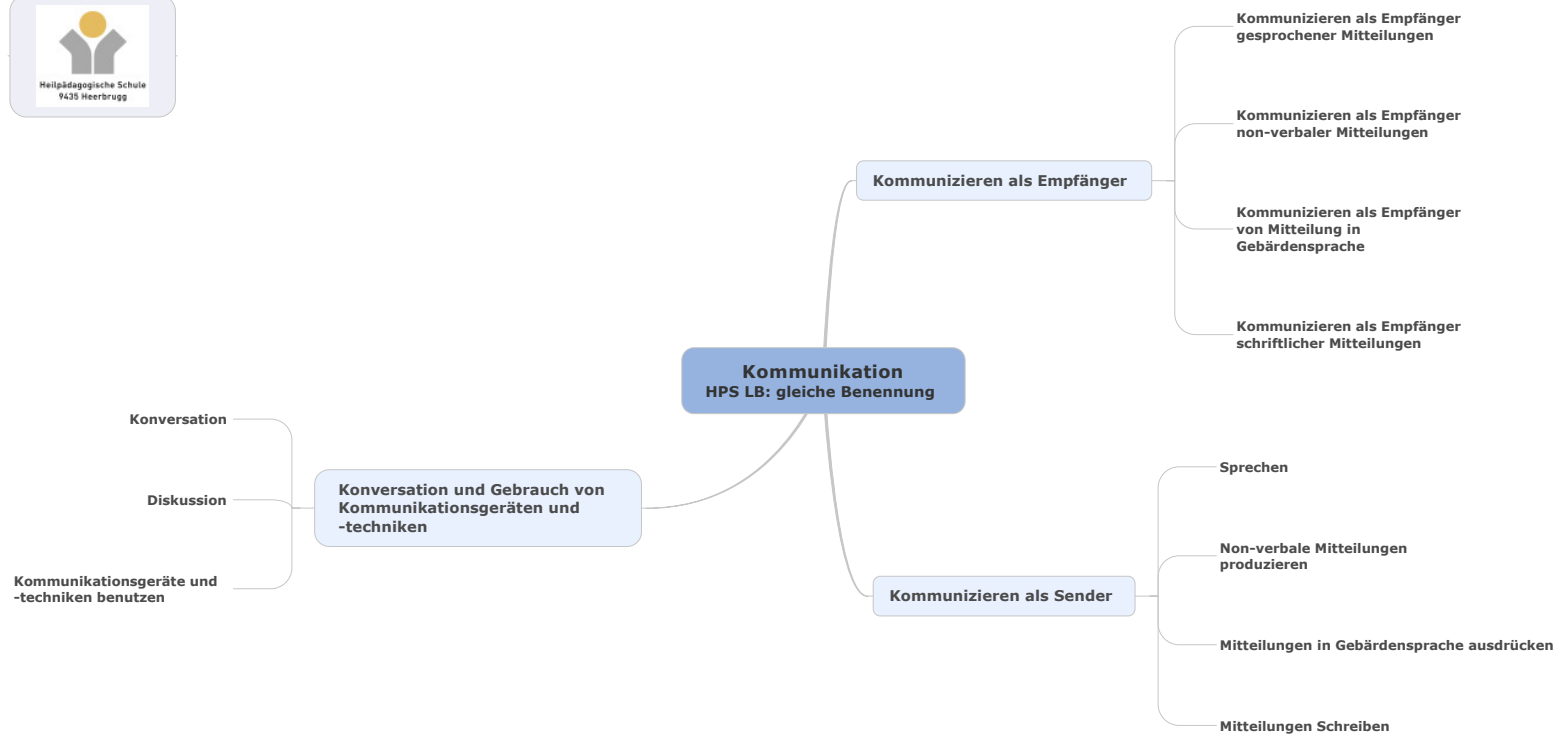 Heilpädagogische Schule
9435 Heerbrugg
Kommunikation
HPS LB: gleiche Benennung
Kommunizieren als Empfänger
Kommunizieren als Empfänger
gesprochener Mitteilungen
Kommunizieren als Empfänger
non-verbaler Mitteilungen
Kommunizieren als Empfänger
von Mitteilung in
Gebärdensprache
Kommunizieren als Empfänger
schriftlicher Mitteilungen
Kommunizieren als Sender
Sprechen
Non-verbale Mitteilungen
produzieren
Mitteilungen in Gebärdensprache ausdrücken
Mitteilungen Schreiben
Konversation und Gebrauch von
Kommunikationsgeräten und
-techniken
Konversation
Diskussion
Kommunikationsgeräte und
-techniken benutzen